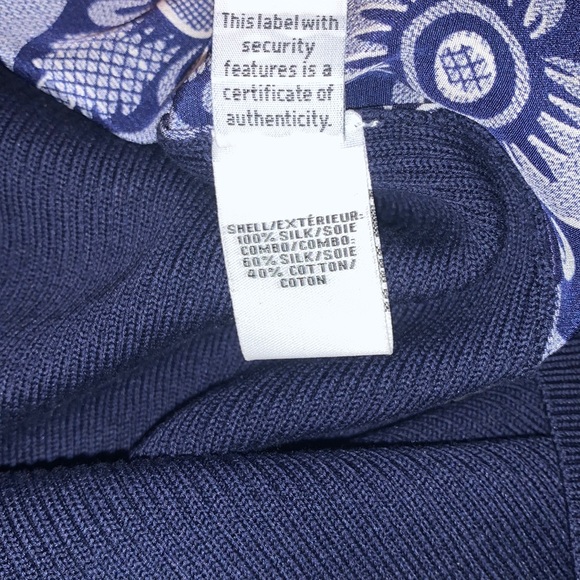 This label with
security
features is a
certificate of
authenticity.
SHELL/EXTÉRIEUR:
100% SILK/SOIE
COMBO/COMBO:
60% SILK/SOIE
40% COTTON/
COTON